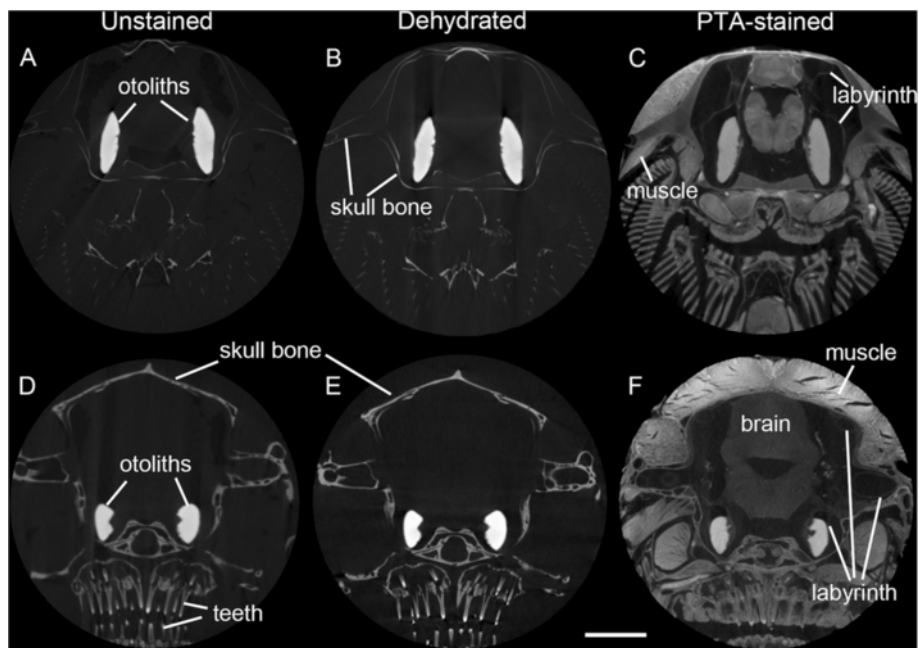 Unstained Dehydrated PTA-stained
A B C
otoliths
labyrinth
skull bone
muscle
skull bone
muscle
D E F
brain
otoliths
teeth
labyrinth